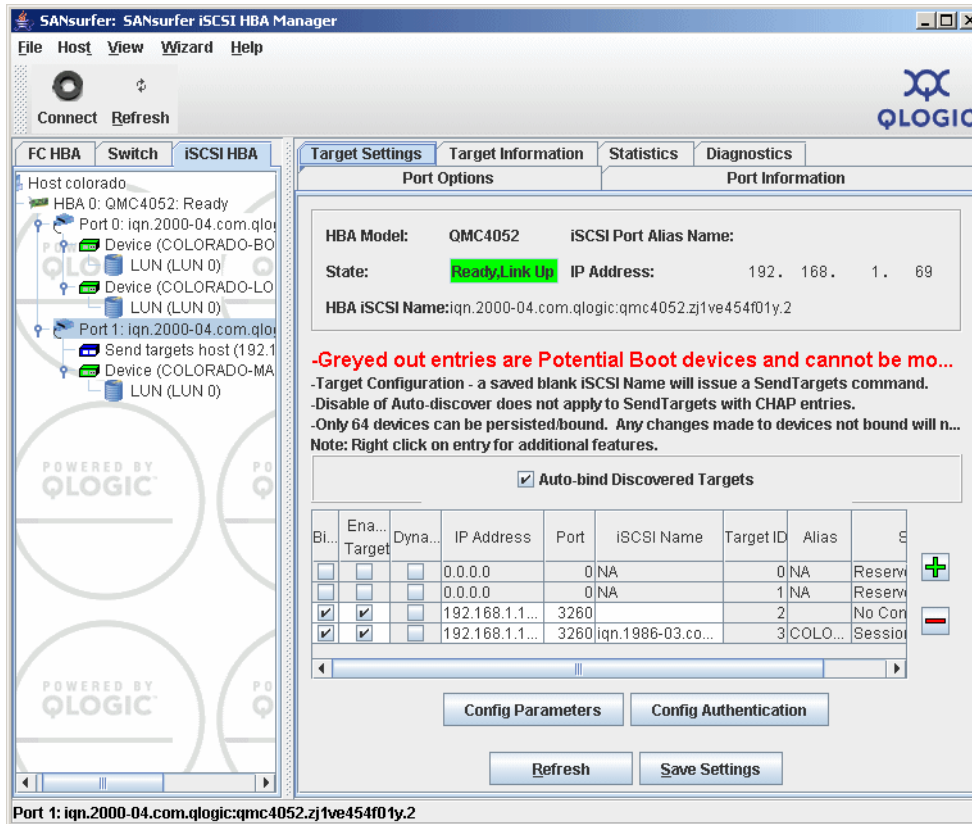 SANsurfer: SANsurfer iSCSI HBA Manager
File Host View Wizard Help
Connect Refresh
QLOGIC
FC HBA Switch iSCSI HBA
Host colorado
HBA 0: QMC4052: Ready
Port 0: iqn.2000-04.com.qlo
Device (COLORADO-BO
LUN (LUN 0)
Device (COLORADO-LO
LUN (LUN 0)
Port 1: iqn.2000-04.com.qlo
Send targets host (192.1
Device (COLORADO-MA
LUN (LUN 0)
POWERED BY
QLOGIC
POWERED BY
QLOGIC
Target Settings Target Information Statistics Diagnostics
Port Options Port Information
HBA Model: QMC4052 iSCSI Port Alias Name:
State: Ready,Link Up IP Address: 192. 168. 1. 69
HBA iSCSI Name:iqn.2000-04.com.qlogic:qmc4052.zj1ve454f01y.2
-Greyed out entries are Potential Boot devices and cannot be mo...
-Target Configuration - a saved blank iSCSI Name will issue a SendTargets command.
-Disable of Auto-discover does not apply to SendTargets with CHAP entries.
-Only 64 devices can be persisted/bound. Any changes made to devices not bound will n...
Note: Right click on entry for additional features.
Auto-bind Discovered Targets
Bi... Ena... Target Dyna... IP Address Port iSCSI Name Target ID Alias S
0.0.0.0 0 NA 0 NA Reserv
0.0.0.0 0 NA 1 NA Reserv
192.168.1.1... 3260 2 No Con
192.168.1.1... 3260 iqn.1986-03.co... 3 COLO... Session
Config Parameters Config Authentication
Refresh Save Settings
Port 1: iqn.2000-04.com.qlogic:qmc4052.zj1ve454f01y.2